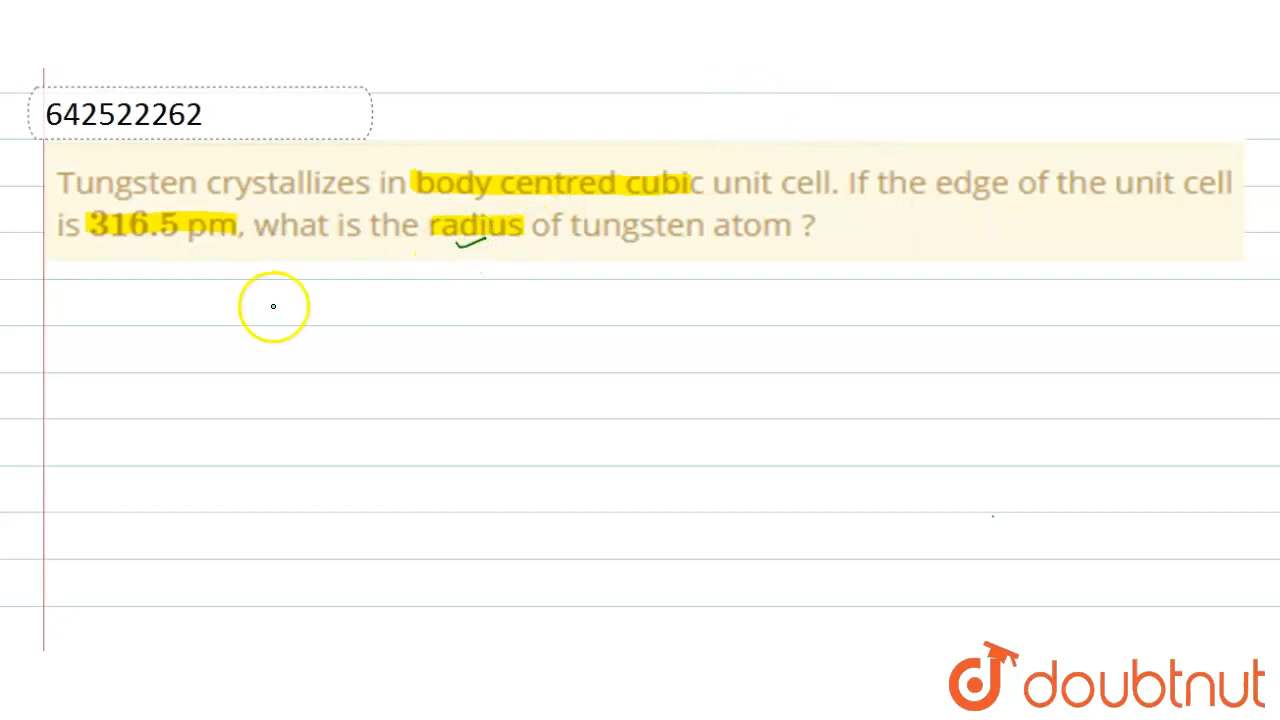 642522262
Tungsten crystallizes in body centred cubic unit cell. If the edge of the unit cell
is 316.5 pm, what is the radius of tungsten atom ?
doubtnut